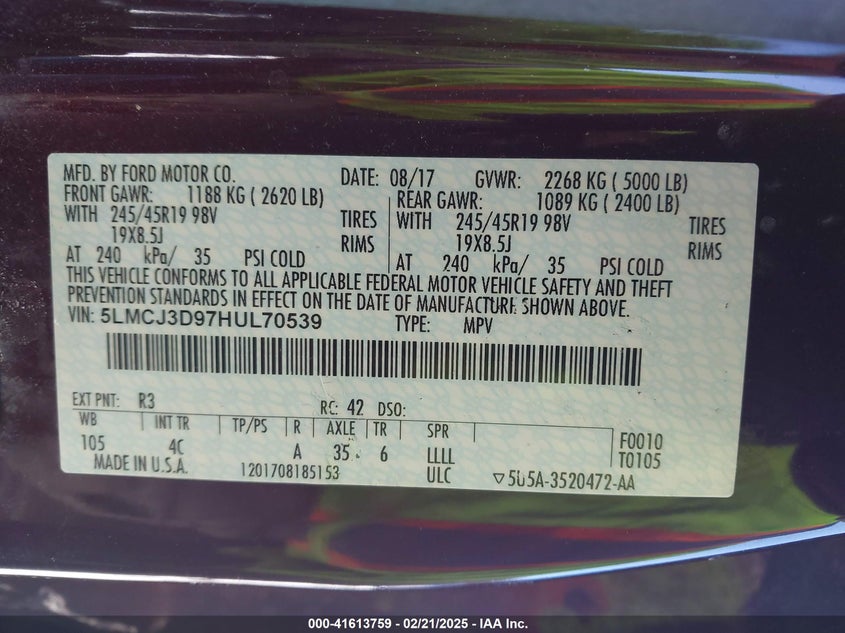 MFD. BY FORD MOTOR CO. DATE: 08/17 GVWR: 2268 KG ( 5000 LB)
FRONT GAWR: 1188 KG ( 2620 LB) REAR GAWR: 1089 KG ( 2400 LB)
WITH 245/45R19 98V TIRES WITH 245/45R19 98V TIRES
19X8.5J RIMS 19X8.5J RIMS
AT 240 kPa/ 35 PSI COLD AT 240 kPa/ 35 PSI COLD
THIS VEHICLE CONFORMS TO ALL APPLICABLE FEDERAL MOTOR VEHICLE SAFETY AND THEFT
PREVENTION STANDARDS IN EFFECT ON THE DATE OF MANUFACTURE SHOWN ABOVE.
VIN: 5LMCJ3D97HUL70539 TYPE: MPV
EXT PNT: R3 RC: 42 DSO:
WB INT TR TP/PS R AXLE TR SPR F0010
105 4C A 35 6 LLLL T0105
MADE IN U.S.A. 1201708185153 ULC ▽5U5A-3520472-AA
000-41613759 - 02/21/2025 - IAA Inc.